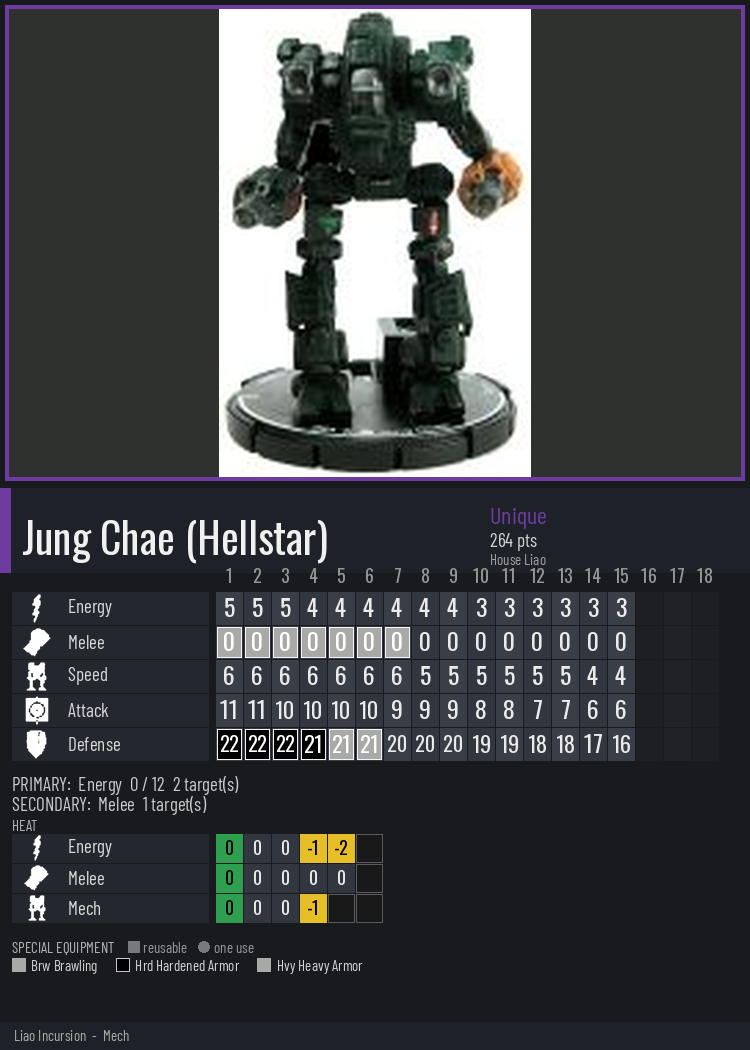 Jung Chae (Hellstar)
Unique
264 pts
House Liao
1 2 3 4 5 6 7 8 9 10 11 12 13 14 15 16 17 18
Energy 5 5 5 4 4 4 4 4 4 3 3 3 3 3 3
Melee 0 0 0 0 0 0 0 0 0 0 0 0 0 0 0
Speed 6 6 6 6 6 6 6 5 5 5 5 5 5 4 4
Attack 11 11 10 10 10 10 9 9 9 8 8 7 7 6 6
Defense 22 22 22 21 21 21 20 20 20 19 19 18 18 17 16
PRIMARY: Energy 0 / 12 2 target(s)
SECONDARY: Melee 1 target(s)
HEAT
Energy 0 0 0 -1 -2
Melee 0 0 0 0 0
Mech 0 0 0 -1
SPECIAL EQUIPMENT reusable one use
Brw Brawling Hrd Hardened Armor Hvy Heavy Armor
Liao Incursion - Mech